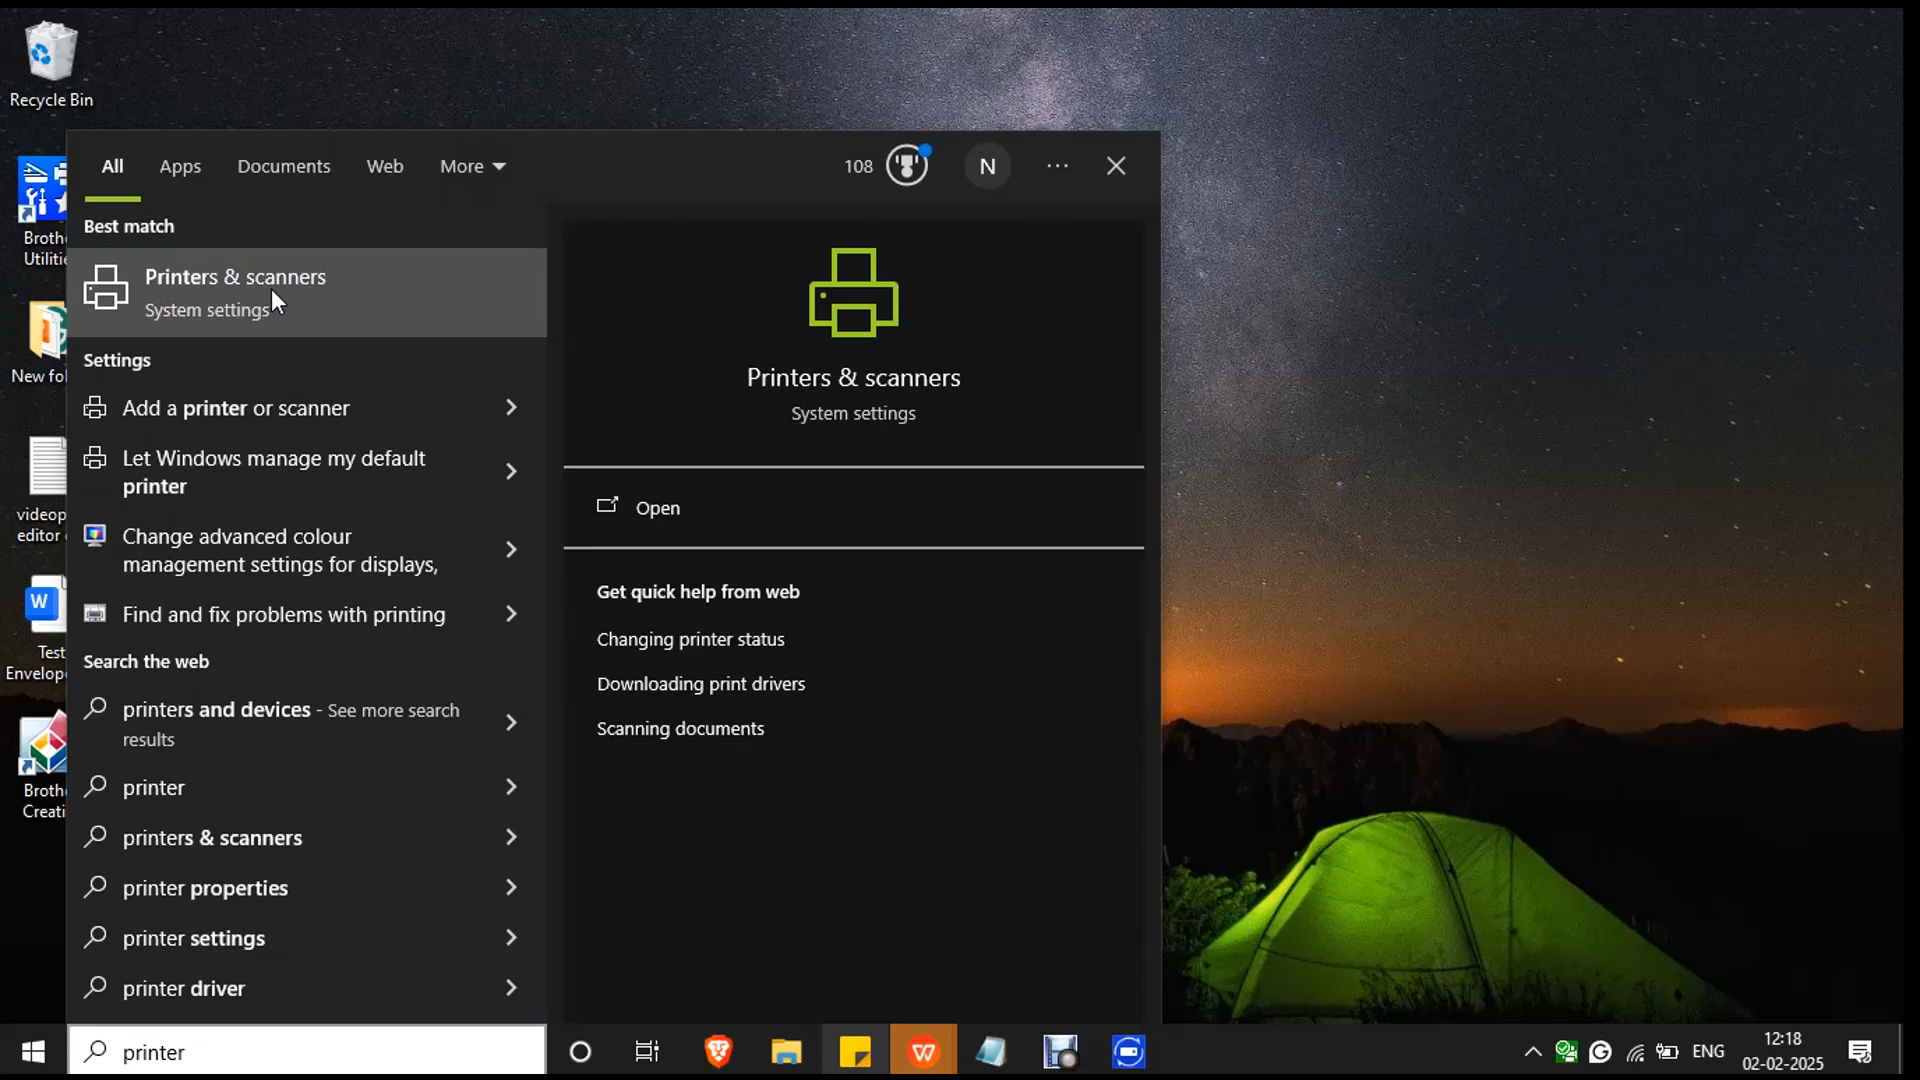 Recycle Bin
Broth
Utiliti
New fol
videop
editor
Test
Envelop
Broth
Creati
All Apps Documents Web More 108 N
Best match
Printers & scanners
System settings
Settings
Add a printer or scanner
Let Windows manage my default
printer
Change advanced colour
management settings for displays,
Find and fix problems with printing
Search the web
printers and devices - See more search
results
printer
printers & scanners
printer properties
printer settings
printer driver
Printers & scanners
System settings
Open
Get quick help from web
Changing printer status
Downloading print drivers
Scanning documents
printer
ENG
12:18
02-02-2025